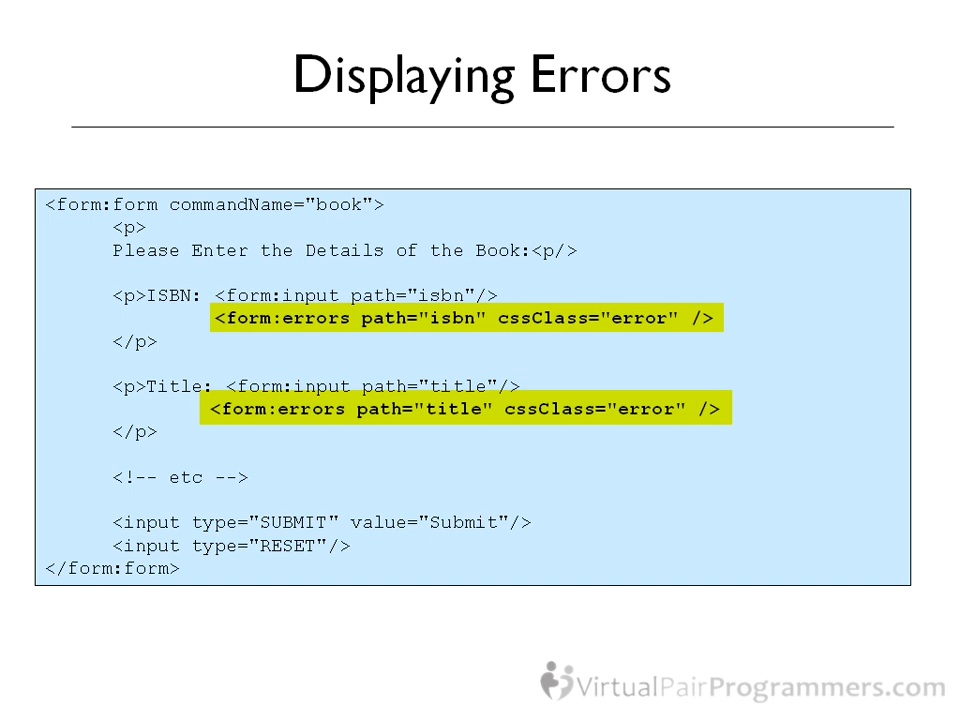 Displaying Errors
<form:form commandName="book">
<p>
Please Enter the Details of the Book:<p/>
<p>ISBN: <form:input path="isbn"/>
<form:errors path="isbn" cssClass="error" />
</p>
<p>Title: <form:input path="title"/>
<form:errors path="title" cssClass="error" />
</p>
<!-- etc -->
<input type="SUBMIT" value="Submit"/>
<input type="RESET"/>
</form:form>
VirtualPairProgrammers.com